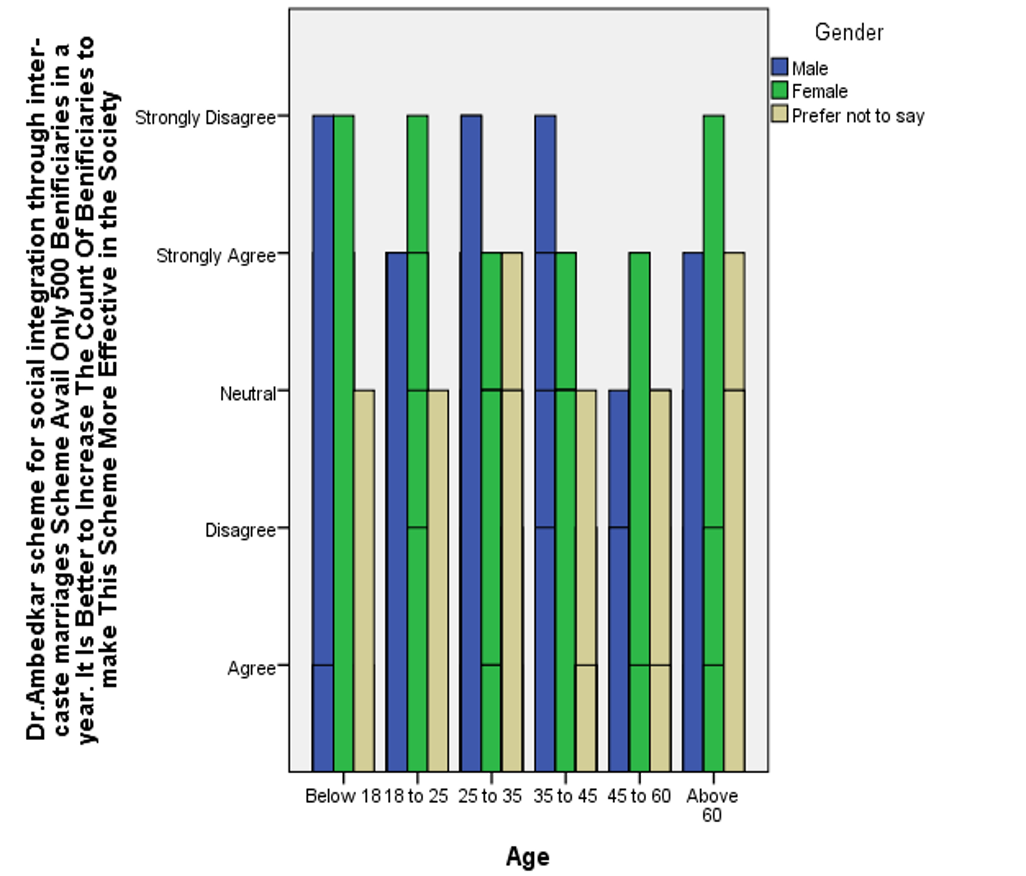 Dr.Ambedkar scheme for social integration through inter-
caste marriages Scheme Avail Only 500 Benificiaries in a
year. It Is Better to Increase The Count Of Benificiaries to
make This Scheme More Effective in the Society
Strongly Disagree
Strongly Agree
Neutral
Disagree
Agree
Below 18 18 to 25 25 to 35 35 to 45 45 to 60 Above
60
Age
Gender
Male
Female
Prefer not to say